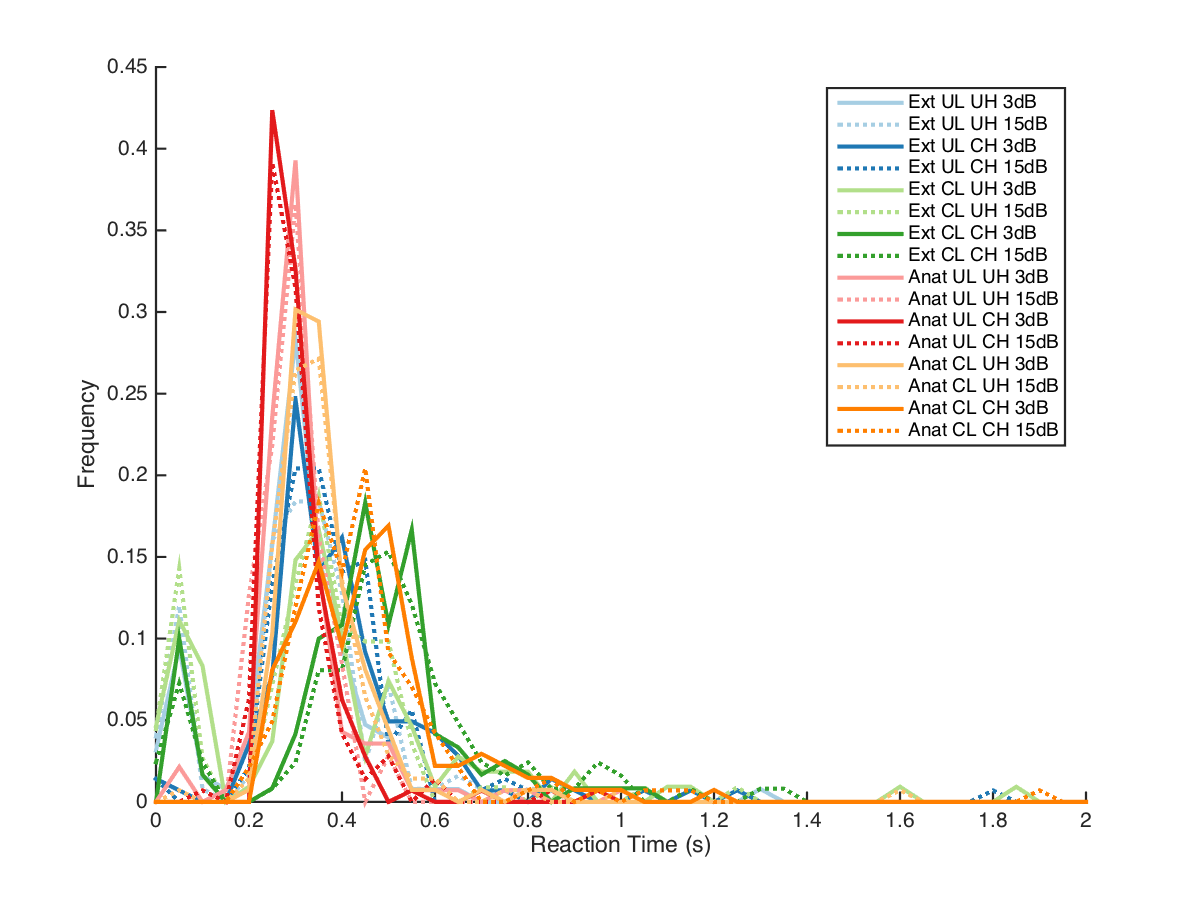 0.45
0.4
0.35
0.3
0.25
0.2
0.15
0.1
0.05
0
Frequency
0 0.2 0.4 0.6 0.8 1 1.2 1.4 1.6 1.8 2
Reaction Time (s)
Ext UL UH 3dB
Ext UL UH 15dB
Ext UL CH 3dB
Ext UL CH 15dB
Ext CL UH 3dB
Ext CL UH 15dB
Ext CL CH 3dB
Ext CL CH 15dB
Anat UL UH 3dB
Anat UL UH 15dB
Anat UL CH 3dB
Anat UL CH 15dB
Anat CL UH 3dB
Anat CL UH 15dB
Anat CL CH 3dB
Anat CL CH 15dB